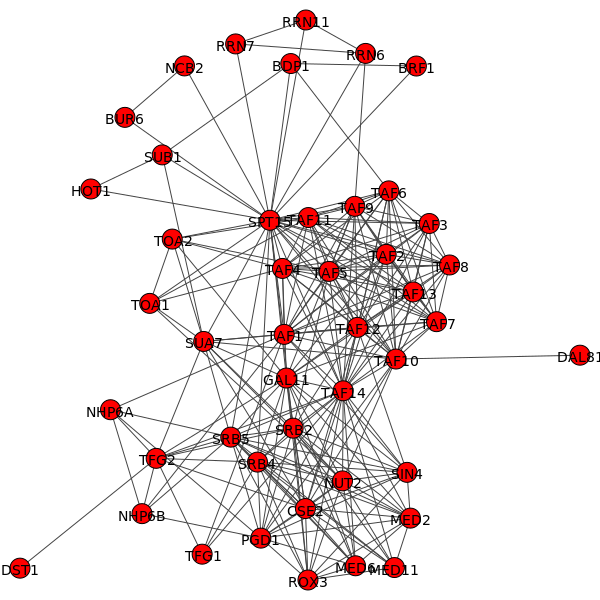 RRN11
RRN7
RRN6
BDP1
BRF1
NCB2
BUR6
SUB1
HOT1
TAF6
TAF9
SPT15
TAF11
TAF3
TOA2
TAF2
TAF4
TAF5
TAF8
TAF13
TOA1
TAF7
TAF12
TAF1
SUA7
DAL81
TAF10
GAL11
TAF14
NHP6A
SRB2
SRB5
TFG2
SRB4
SIN4
NUT2
CSE2
NHP6B
MED2
PGD1
TFG1
DST1
MED6
MED11
ROX3